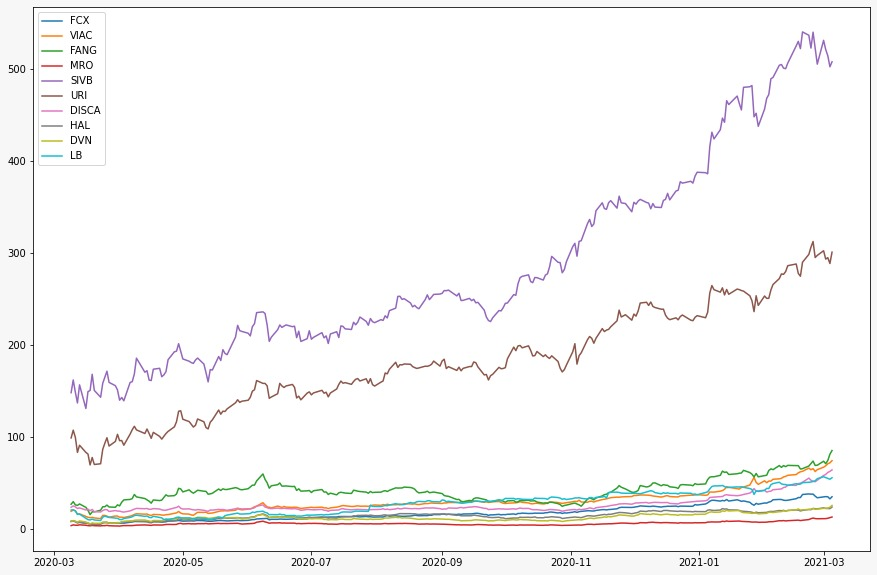 FCX
VIAC
FANG
MRO
SIVB
URI
DISCA
HAL
DVN
LB
500
400
300
200
100
0
2020-03 2020-05 2020-07 2020-09 2020-11 2021-01 2021-03